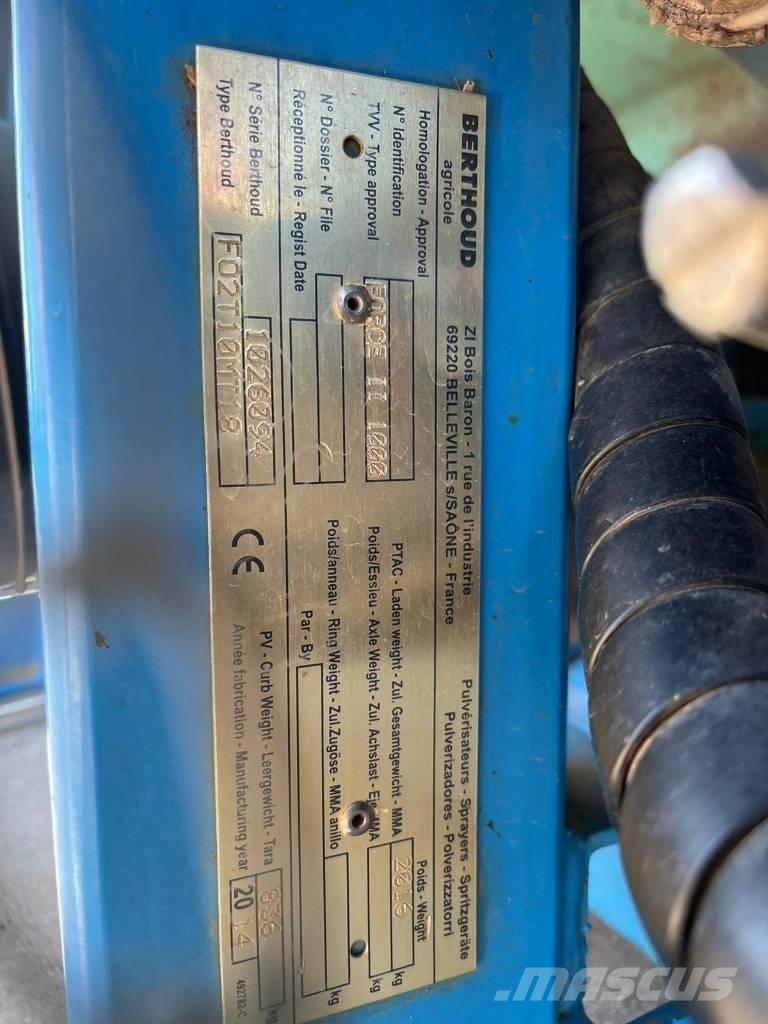 BERTHOUD
agricole
ZI Bois Baron - 1 rue de l'industrie
69220 BELLEVILLE s/SAÔNE - France
Pulvérisateurs - Sprayers - Spritzgeräte
Pulverizadores - Polverizzatorri
Homologation - Approval
N° Identification
TVV - Type approval FORCE II 1000
N° Dossier - N° File
Réceptionné le - Regist Date
Par - By
N° Série Berthoud 1026094
Type Berthoud F02T10MT18
CE
Poids - Weight
PTAC - Laden weight - Zul. Gesamtgewicht - MMA 2016 kg
Poids/Essieu - Axle Weight - Zul. Achslast - Eje MMA kg
Poids/anneau - Ring Weight - Zul.Zugöse - MMA anillo kg
PV - Curb Weight - Leergewicht - Tara 836 kg
Année fabrication - Manufacturing year 2014
492782-C
MASCUS